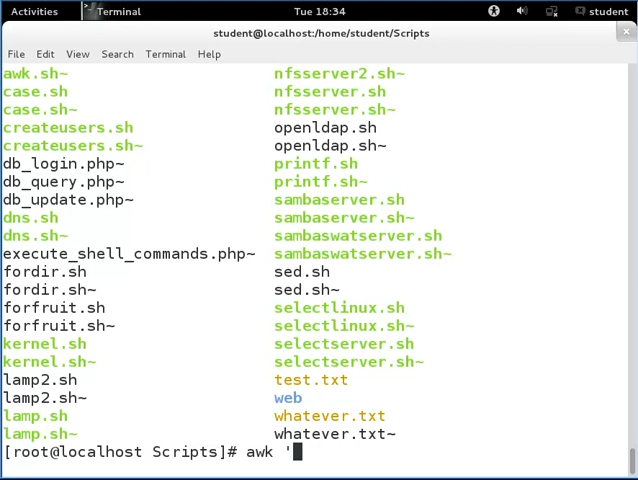 Activities Terminal Tue 18:34 student
student@localhost:/home/student/Scripts
File Edit View Search Terminal Help
awk.sh~ nfsserver2.sh~
case.sh nfsserver.sh
case.sh~ nfsserver.sh~
createusers.sh openldap.sh
createusers.sh~ openldap.sh~
db_login.php~ printf.sh
db_query.php~ printf.sh~
db_update.php~ sambaserver.sh
dns.sh sambaserver.sh~
dns.sh~ sambaswatserver.sh
execute_shell_commands.php~ sambaswatserver.sh~
fordir.sh sed.sh
fordir.sh~ sed.sh~
forfruit.sh selectlinux.sh
forfruit.sh~ selectlinux.sh~
kernel.sh selectserver.sh
kernel.sh~ selectserver.sh~
lamp2.sh test.txt
lamp2.sh~ web
lamp.sh whatever.txt
lamp.sh~ whatever.txt~
[root@localhost Scripts]# awk '